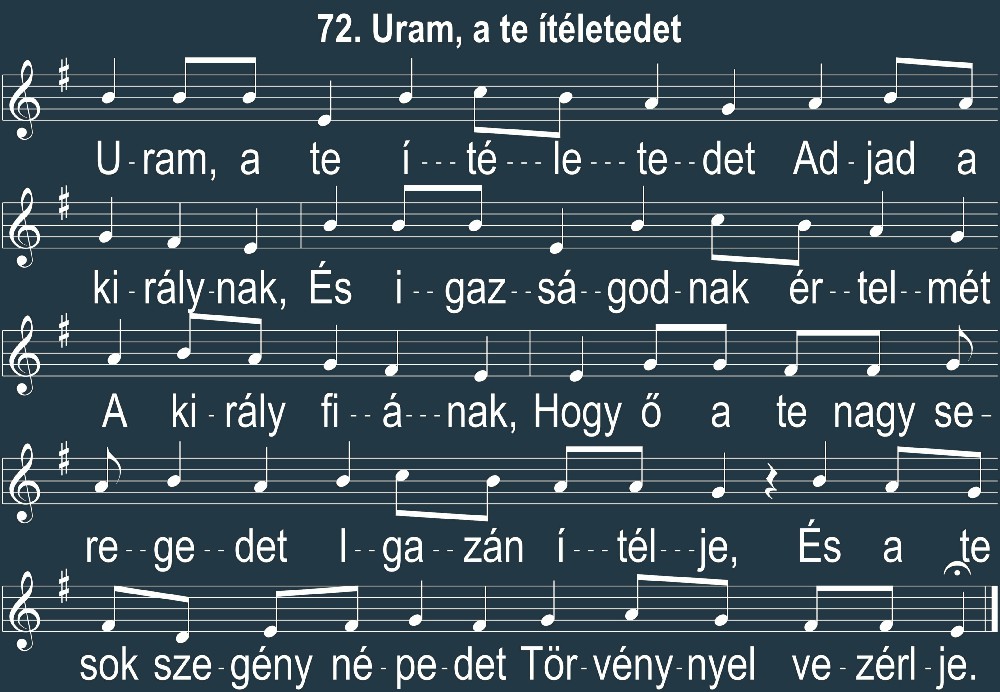 72. Uram, a te ítéletedet
U-ram, a te í---té---le---te--det Ad-jad a
ki-rály-nak, És i--gaz--sá--god-nak ér--tel--mét
A ki-rály fi--á---nak, Hogy ő a te nagy se-
re--ge--det I--ga--zán í---tél---je, És a te
sok sze-gény né-pe-det Tör-vény-nyel ve-zérl-je.